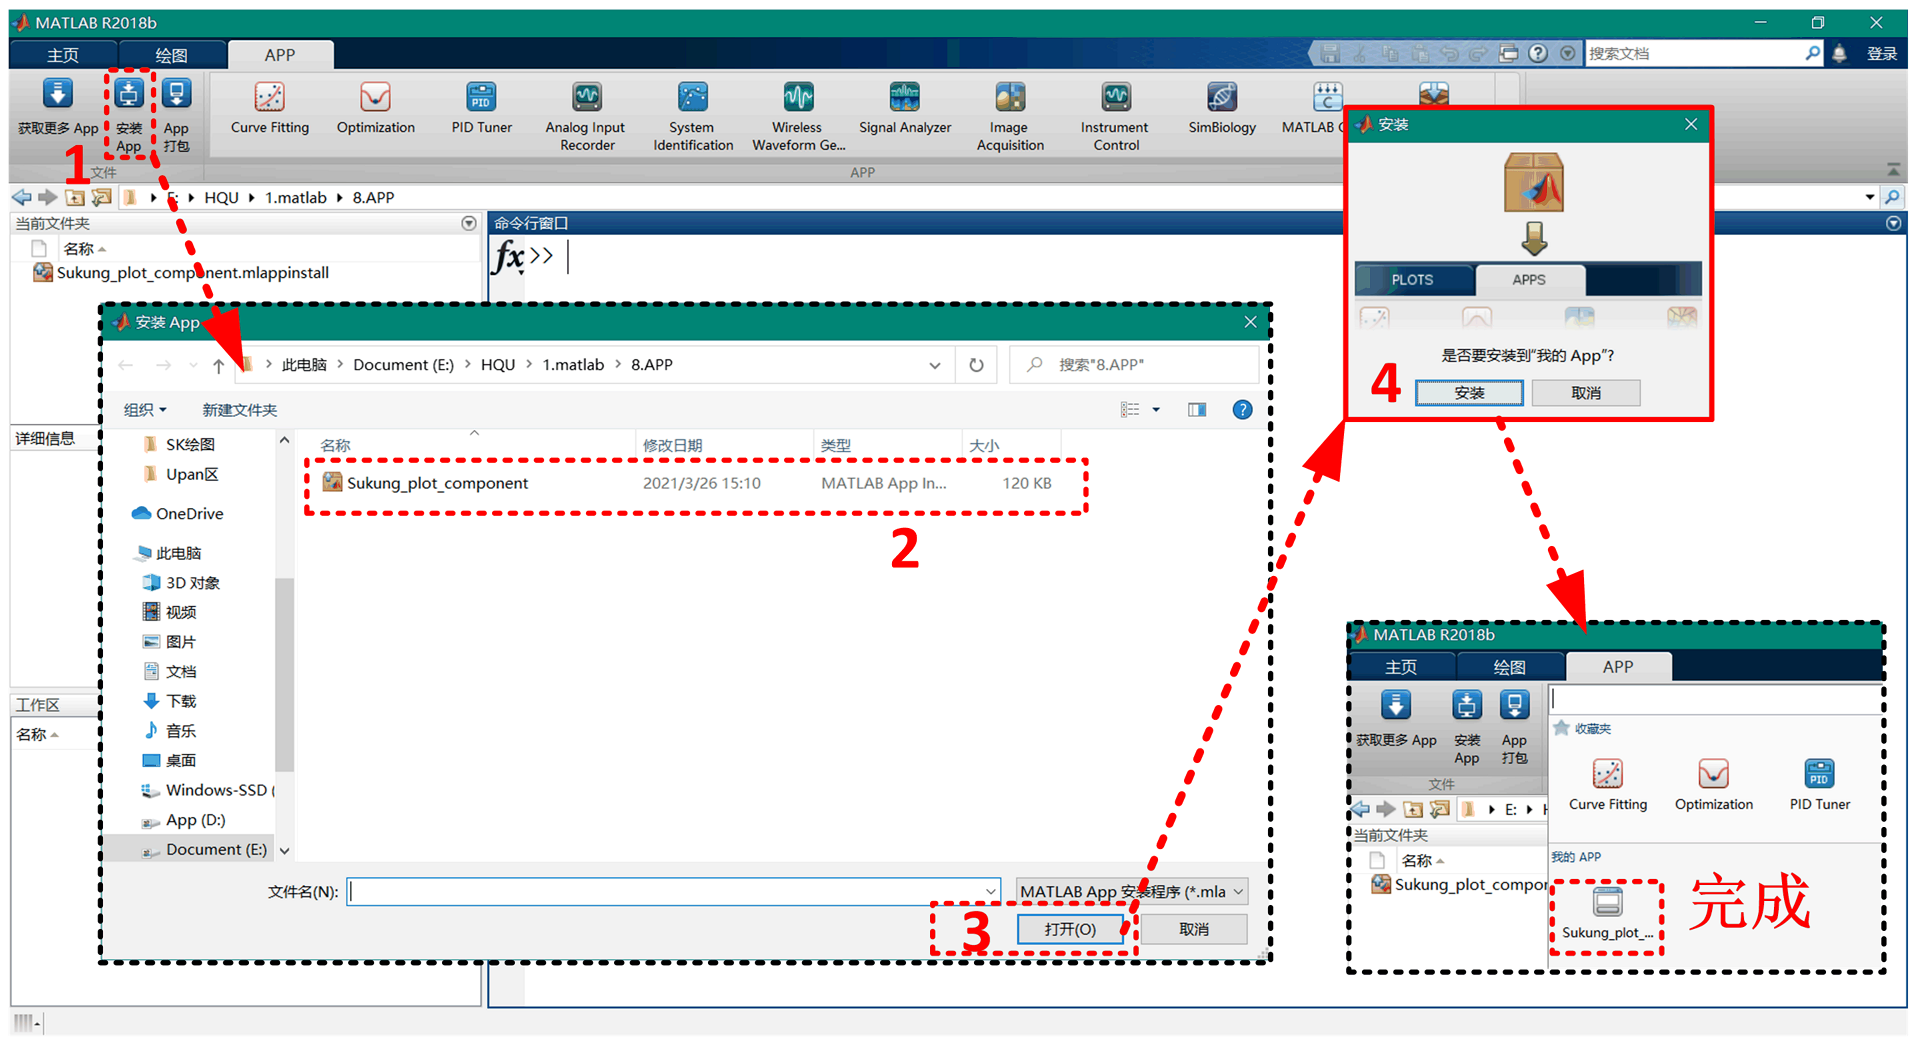 MATLAB R2018b
主页 绘图 APP
搜索文档
登录
获取更多 App
安装 App
App 打包
Curve Fitting
Optimization
PID Tuner
Analog Input Recorder
System Identification
Wireless Waveform Ge...
Signal Analyzer
Image Acquisition
Instrument Control
SimBiology
MATLAB
1
文件
APP
HQU 1.matlab 8.APP
当前文件夹
名称
Sukung_plot_component.mlappinstall
命令行窗口
fx >>
详细信息
工作区
名称
安装 App
此电脑 > Document (E:) > HQU > 1.matlab > 8.APP
搜索"8.APP"
组织 新建文件夹
SK绘图
Upan区
OneDrive
此电脑
3D 对象
视频
图片
文档
下载
音乐
桌面
Windows-SSD (
App (D:)
Document (E:)
名称 修改日期 类型 大小
Sukung_plot_component 2021/3/26 15:10 MATLAB App In... 120 KB
2
文件名(N):
MATLAB App 安装程序 (*.mla
3
打开(O) 取消
安装
PLOTS APPS
是否要安装到"我的 App"?
4
安装 取消
MATLAB R2018b
主页 绘图 APP
获取更多 App
安装 App
App 打包
文件
收藏夹
Curve Fitting
Optimization
PID Tuner
E:
当前文件夹
名称
Sukung_plot_compor
我的 APP
Sukung_plot_...
完成